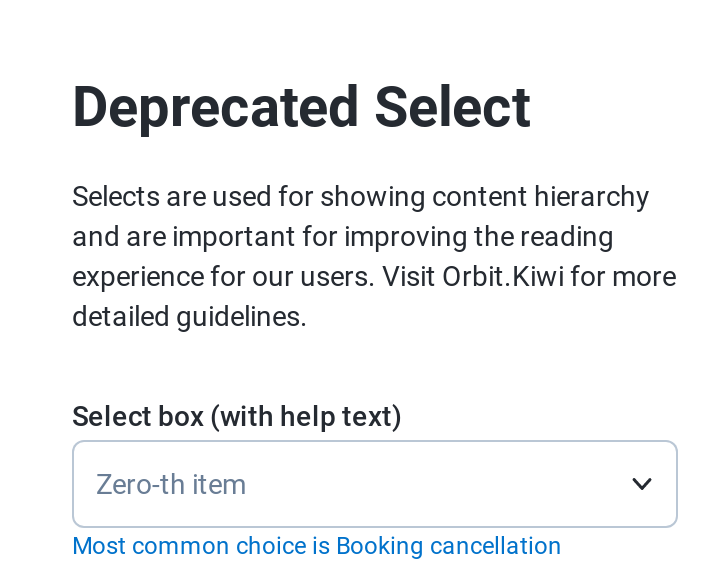 Deprecated Select
Selects are used for showing content hierarchy
and are important for improving the reading
experience for our users. Visit Orbit.Kiwi for more
detailed guidelines.
Select box (with help text)
Zero-th item
Most common choice is Booking cancellation